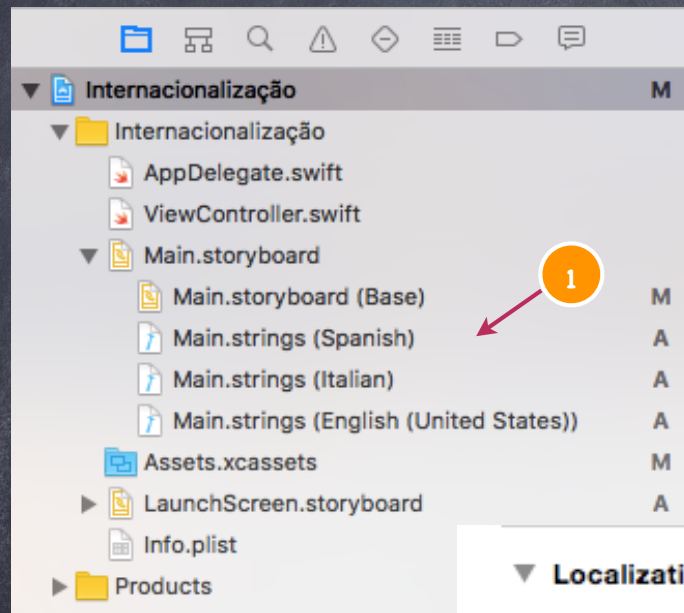 Internacionalização M
Internacionalização
AppDelegate.swift
ViewController.swift
Main.storyboard
1
Main.storyboard (Base) M
Main.strings (Spanish) A
Main.strings (Italian) A
Main.strings (English (United States)) A
Assets.xcassets M
LaunchScreen.storyboard A
Info.plist
Localizati
Products